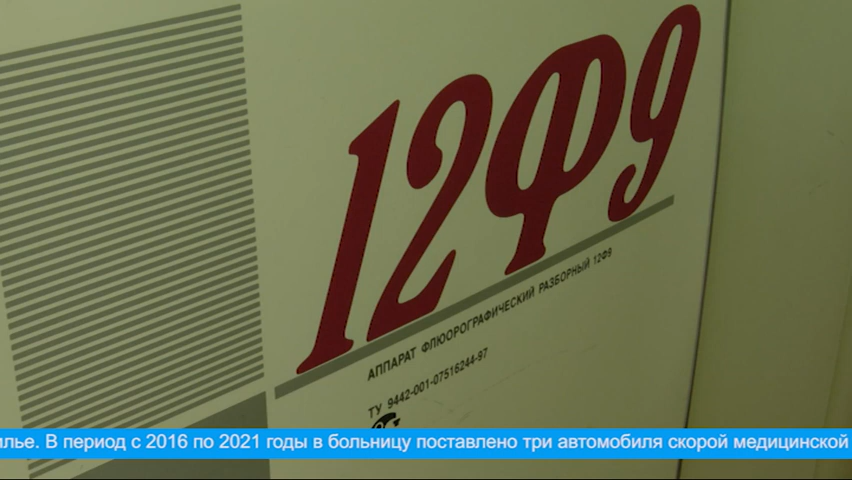 12Ф9
АППАРАТ ФЛЮОРОГРАФИЧЕСКИЙ РАЗБОРНЫЙ 12Ф9
ТУ 9442-001-07516244-97
В период с 2016 по 2021 годы в больницу поставлено три автомобиля скорой медицинской